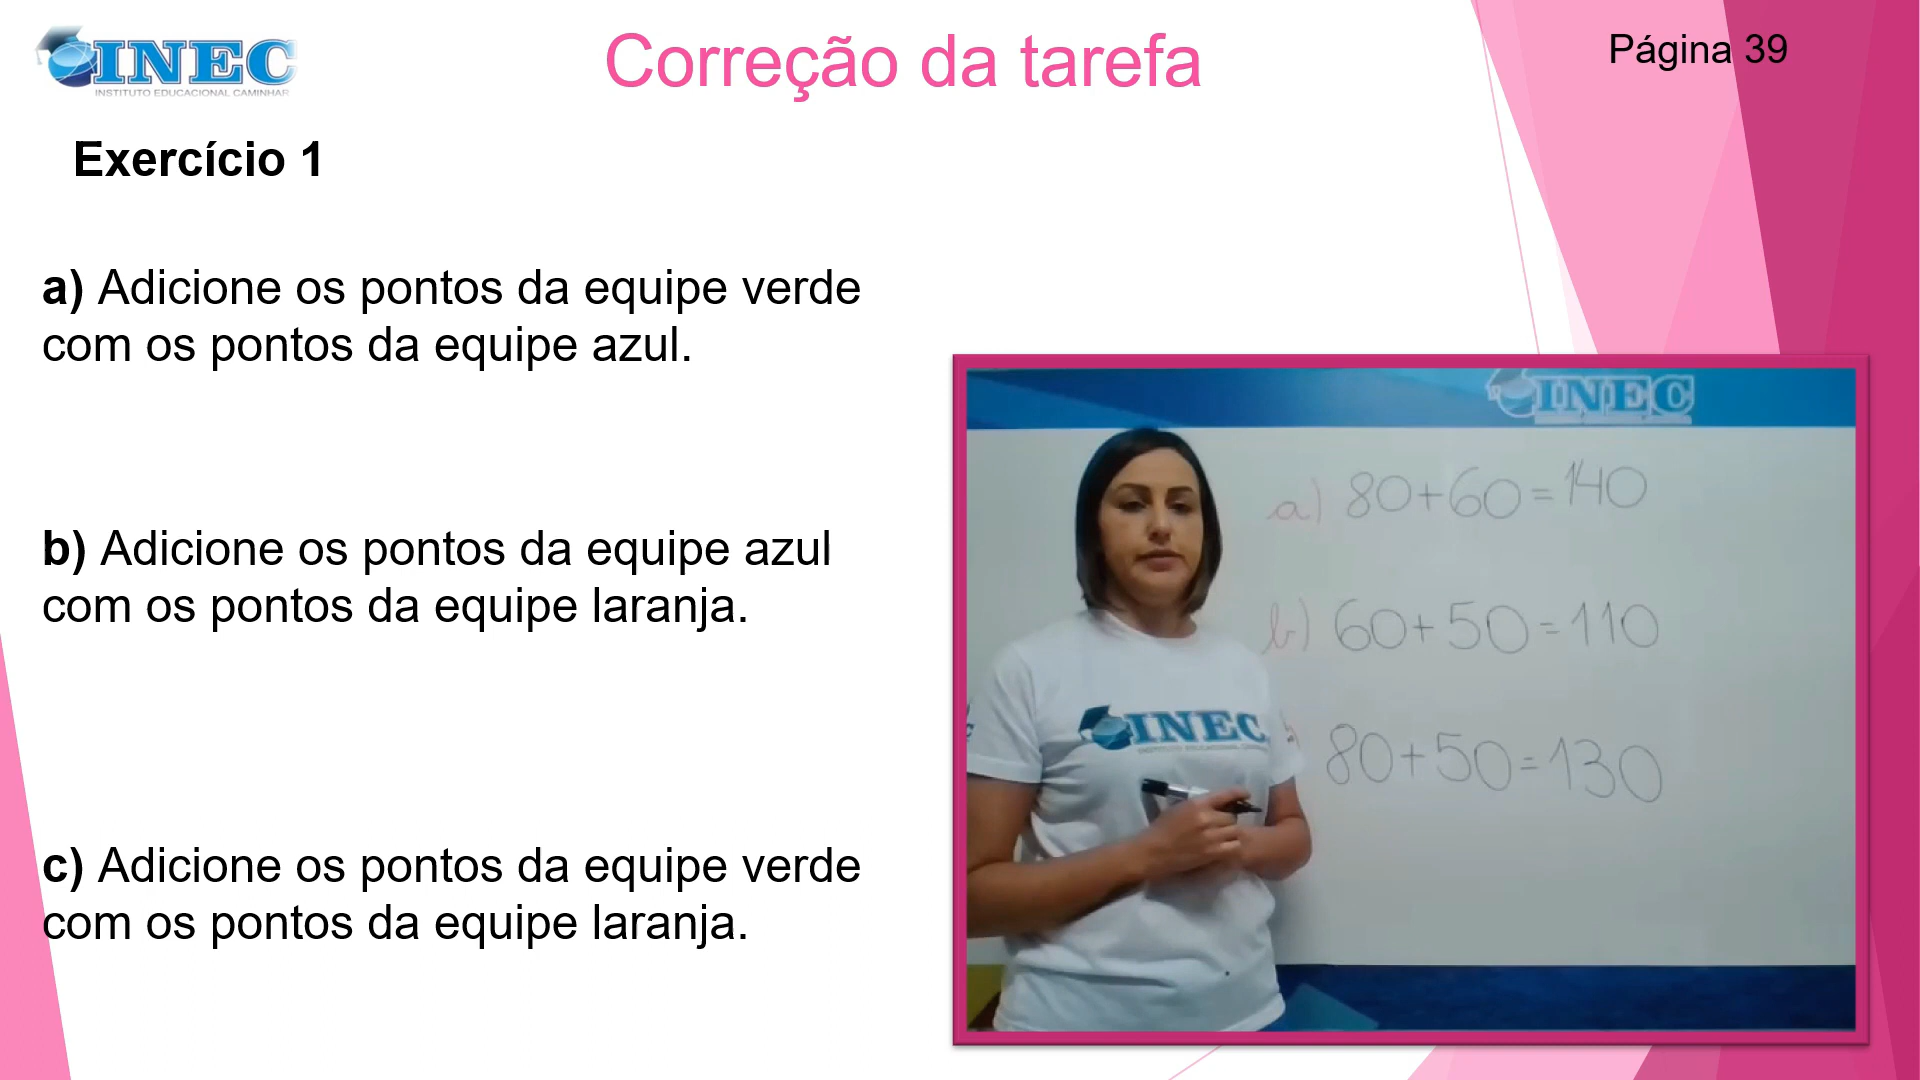 INEC
INSTITUTO EDUCACIONAL CAMINHAR
Correção da tarefa
Página 39
Exercício 1
a) Adicione os pontos da equipe verde
com os pontos da equipe azul.
b) Adicione os pontos da equipe azul
com os pontos da equipe laranja.
c) Adicione os pontos da equipe verde
com os pontos da equipe laranja.
INEC
a) 80+60=140
b) 60+50=110
80+50=130
INEC